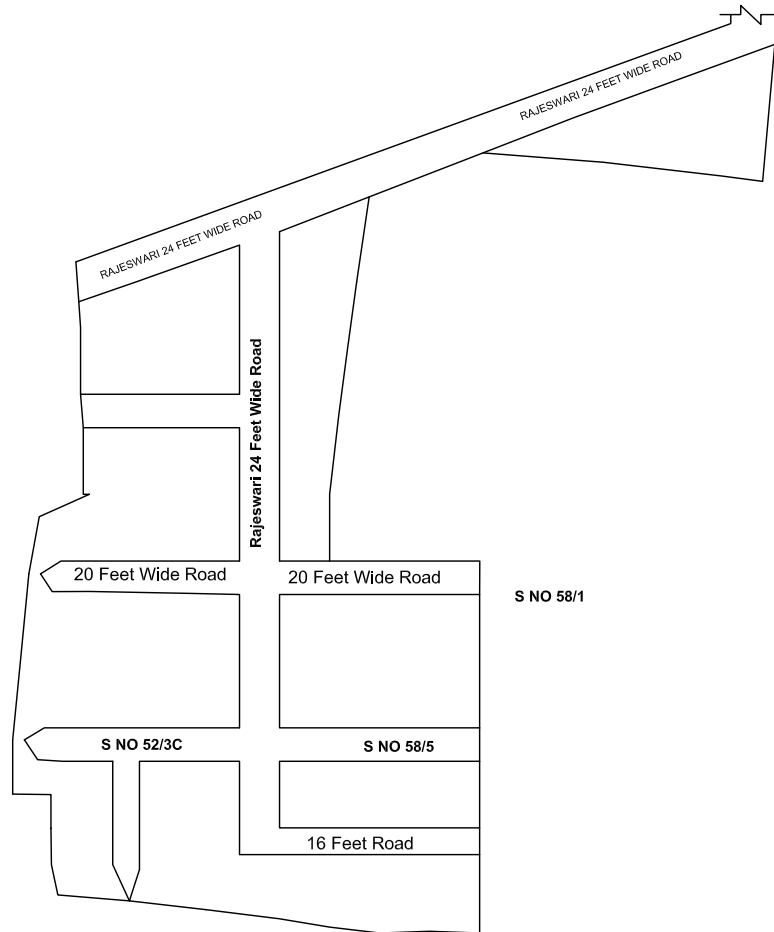 RAJESWARI 24 FEET WIDE ROAD
RAJESWARI 24 FEET WIDE ROAD
Rajeswari 24 Feet Wide Road
20 Feet Wide Road
20 Feet Wide Road
S NO 58/1
S NO 52/3C
S NO 58/5
16 Feet Road